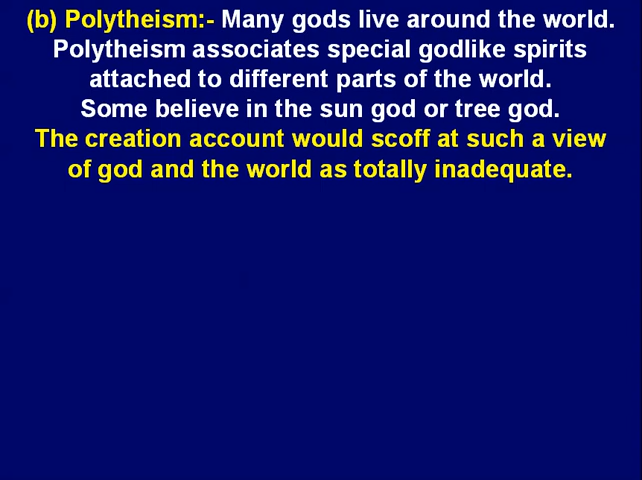 (b) Polytheism:- Many gods live around the world.
Polytheism associates special godlike spirits
attached to different parts of the world.
Some believe in the sun god or tree god.
The creation account would scoff at such a view
of god and the world as totally inadequate.